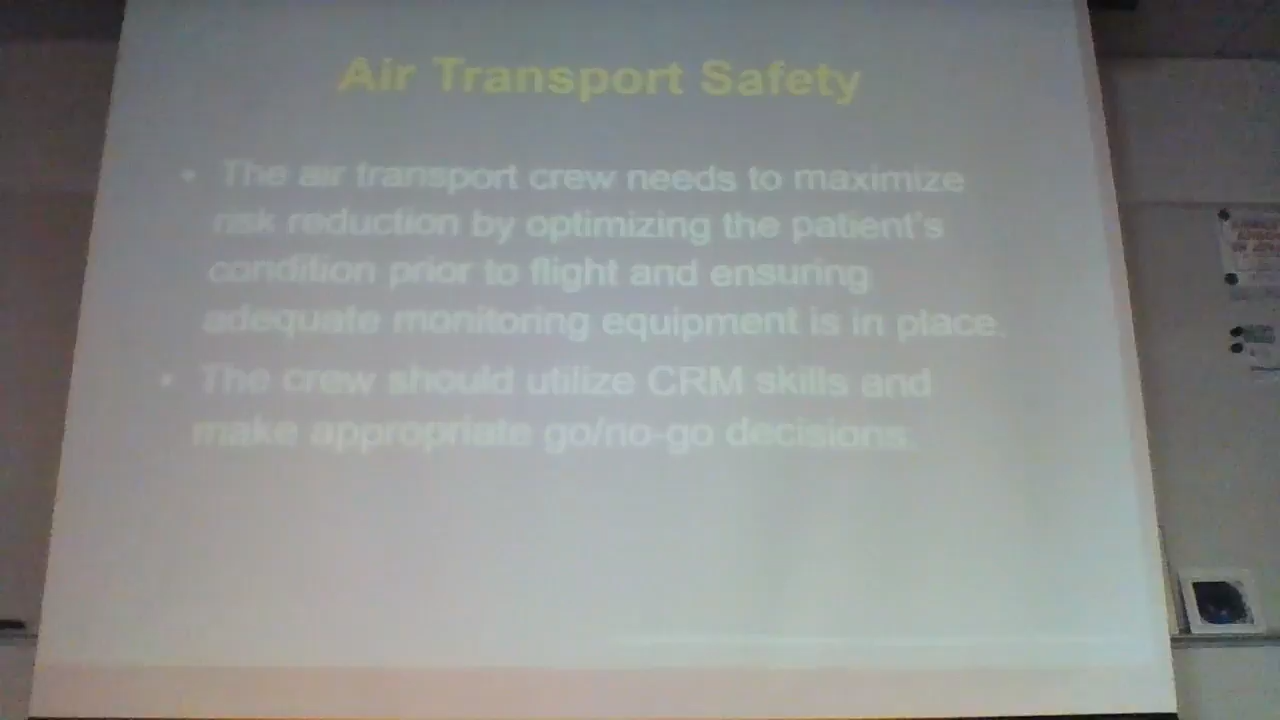 Air Transport Safety
• The air transport crew needs to maximize
risk reduction by optimizing the patient's
condition prior to flight and ensuring
adequate monitoring equipment is in place.
• The crew should utilize CRM skills and
make appropriate go/no-go decisions.